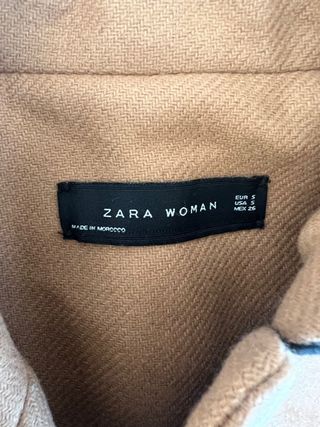 ZARA WOMAN
EUR S
USA S
MEX 26
MADE IN MOROCCO